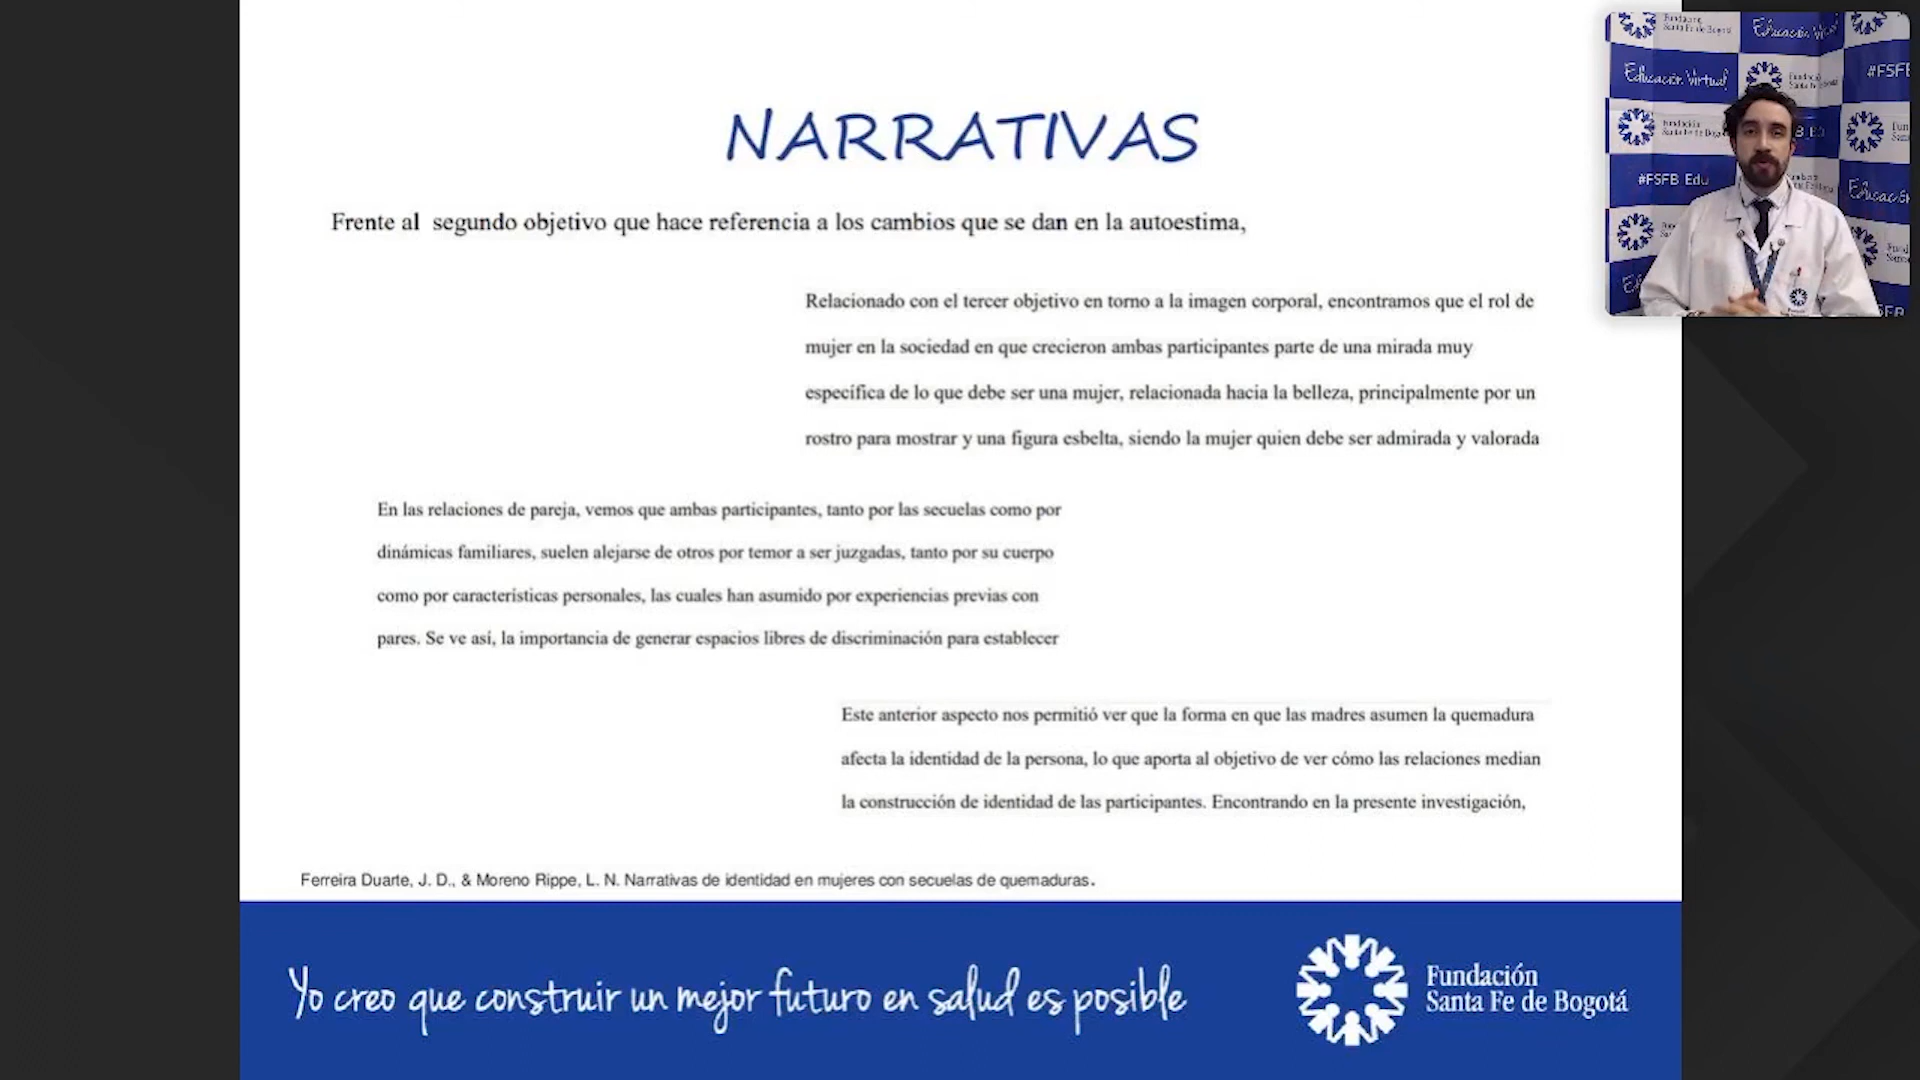 NARRATIVAS
Frente al segundo objetivo que hace referencia a los cambios que se dan en la autoestima,
Relacionado con el tercer objetivo en torno a la imagen corporal, encontramos que el rol de
mujer en la sociedad en que crecieron ambas participantes parte de una mirada muy
específica de lo que debe ser una mujer, relacionada hacia la belleza, principalmente por un
rostro para mostrar y una figura esbelta, siendo la mujer quien debe ser admirada y valorada
En las relaciones de pareja, vemos que ambas participantes, tanto por las secuelas como por
dinámicas familiares, suelen alejarse de otros por temor a ser juzgadas, tanto por su cuerpo
como por características personales, las cuales han asumido por experiencias previas con
pares. Se ve así, la importancia de generar espacios libres de discriminación para establecer
Este anterior aspecto nos permitió ver que la forma en que las madres asumen la quemadura
afecta la identidad de la persona, lo que aporta al objetivo de ver cómo las relaciones median
la construcción de identidad de las participantes. Encontrando en la presente investigación,
Ferreira Duarte, J. D., & Moreno Rippe, L. N. Narrativas de identidad en mujeres con secuelas de quemaduras.
Yo creo que construir un mejor futuro en salud es posible
Fundación
Santa Fe de Bogotá
Fundación
Santa Fe de Bogotá
Educación Virtual
#FSFB
Educación Virtual
#FSFB_Edu